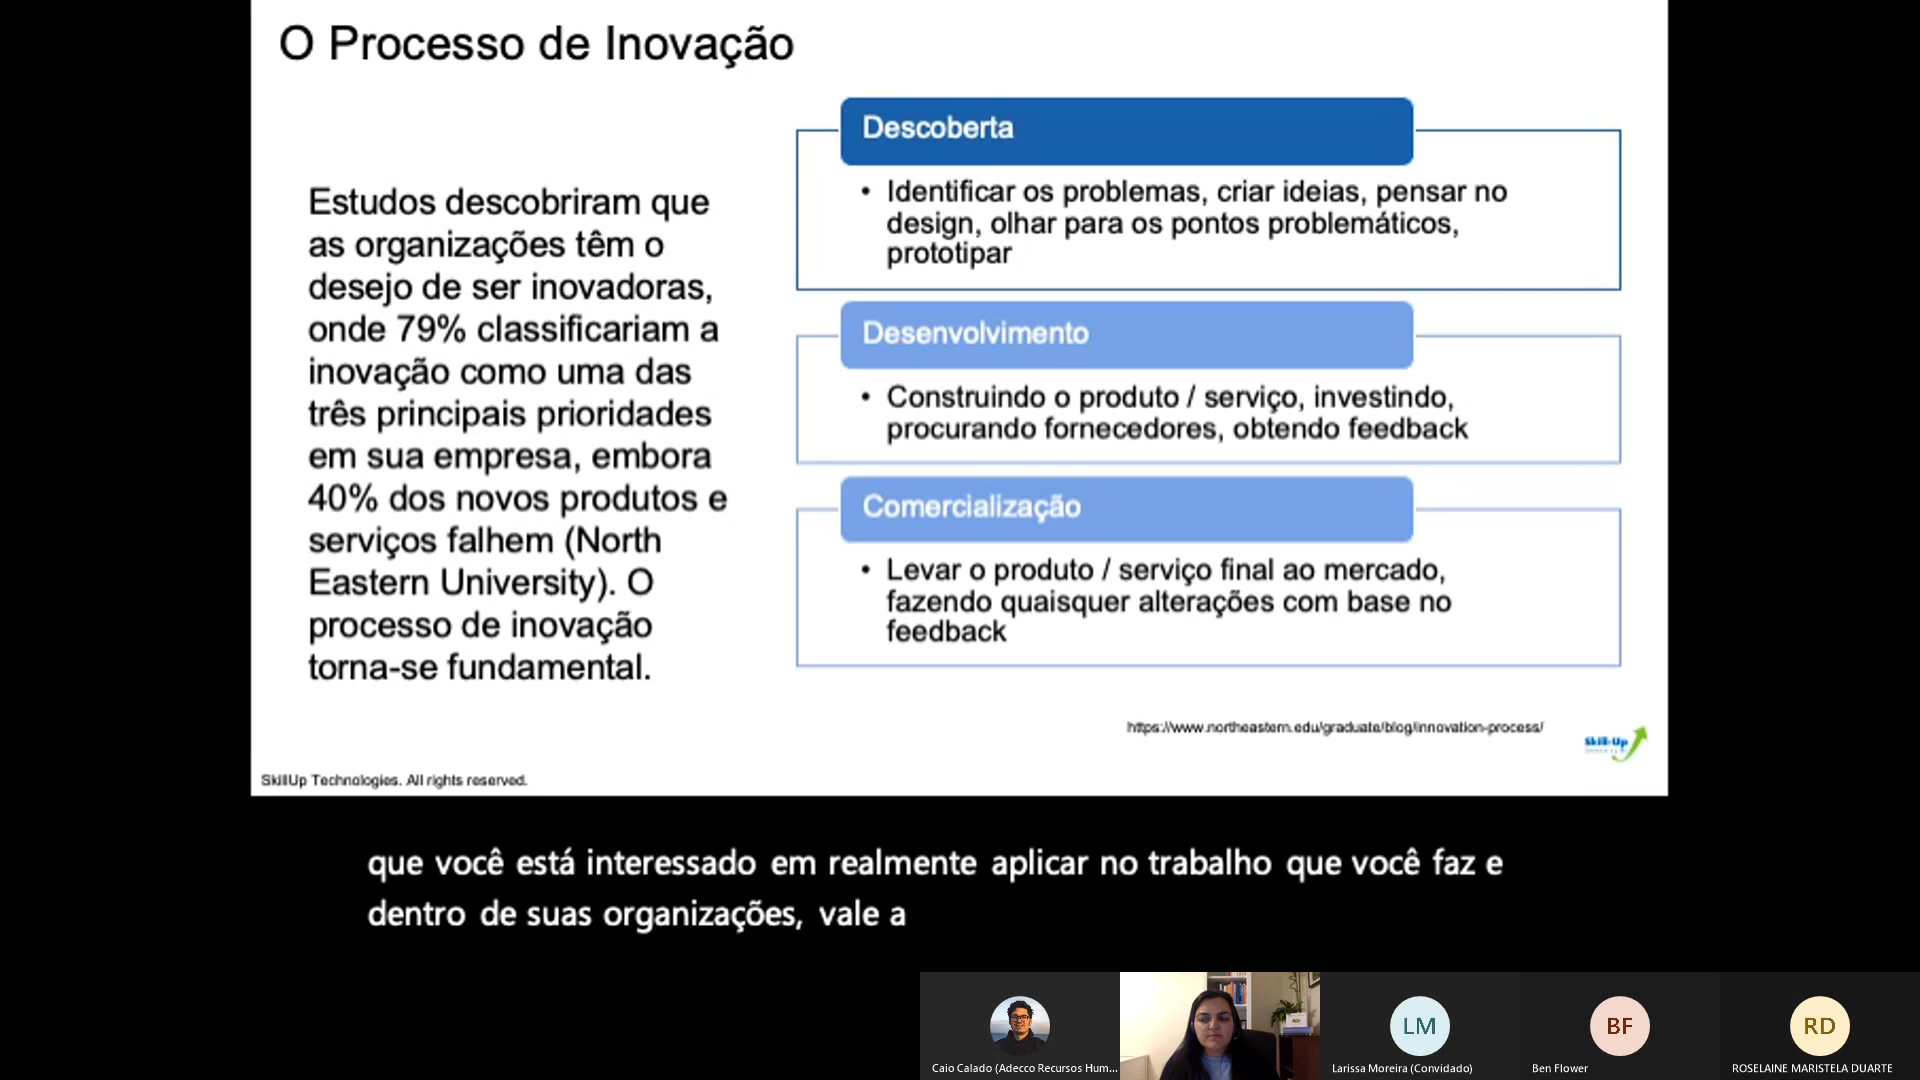 O Processo de Inovação
Estudos descobriram que
as organizações têm o
desejo de ser inovadoras,
onde 79% classificariam a
inovação como uma das
três principais prioridades
em sua empresa, embora
40% dos novos produtos e
serviços falhem (North
Eastern University). O
processo de inovação
torna-se fundamental.
Descoberta
• Identificar os problemas, criar ideias, pensar no
design, olhar para os pontos problemáticos,
prototipar
Desenvolvimento
• Construindo o produto / serviço, investindo,
procurando fornecedores, obtendo feedback
Comercialização
• Levar o produto / serviço final ao mercado,
fazendo quaisquer alterações com base no
feedback
https://www.northeastern.edu/graduate/blog/innovation-process/
Skill-Up
SkillUp Technologies. All rights reserved.
que você está interessado em realmente aplicar no trabalho que você faz e
dentro de suas organizações, vale a
LM
BF
RD
Caio Calado (Adecco Recursos Hum...
Larissa Moreira (Convidado)
Ben Flower
ROSELAINE MARISTELA DUARTE